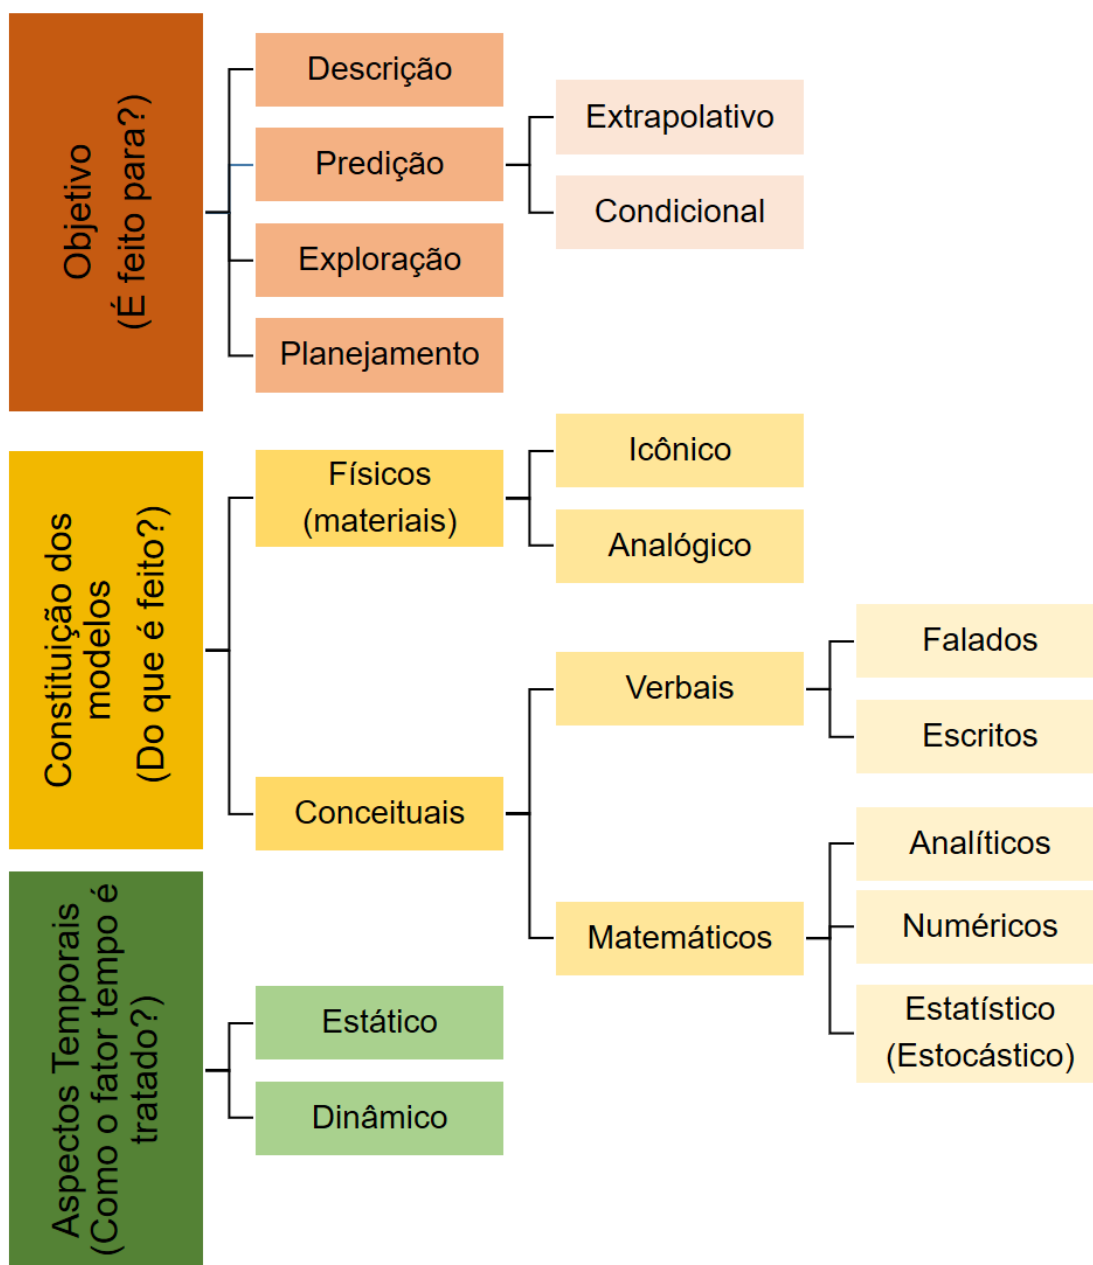 Objetivo
(É feito para?)
Descrição
Predição
Exploração
Planejamento
Extrapolativo
Condicional
Constituição dos
modelos
(Do que é feito?)
Físicos
(materiais)
Icônico
Analógico
Conceituais
Verbais
Falados
Escritos
Matemáticos
Analíticos
Numéricos
Estatístico
(Estocástico)
Aspectos Temporais
(Como o fator tempo é
tratado?)
Estático
Dinâmico